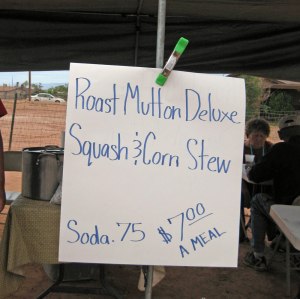 Roast Mutton Deluxe
Squash & Corn Stew
Soda .75 $7.00
A MEAL